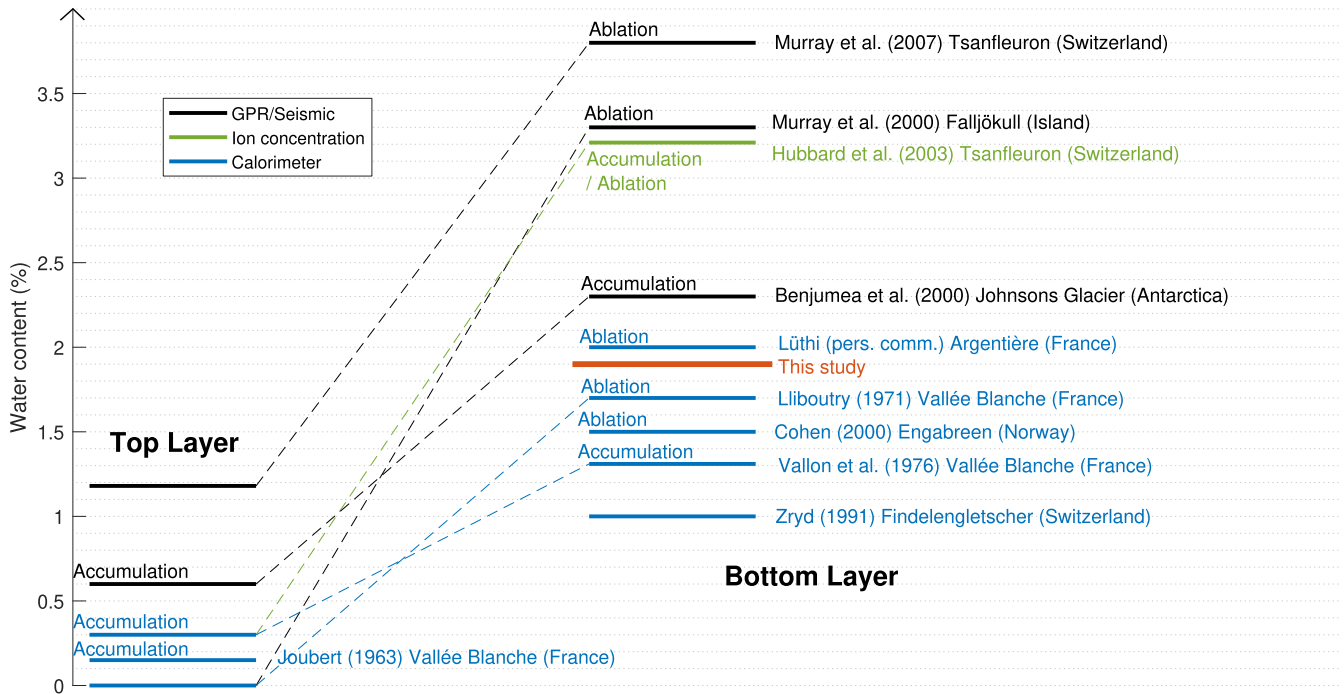 Ablation
Murray et al. (2007) Tsanfleuron (Switzerland)
3.5
GPR/Seismic
Ion concentration
Calorimeter
Ablation
Murray et al. (2000) Falljökull (Island)
Accumulation
/ Ablation
Hubbard et al. (2003) Tsanfleuron (Switzerland)
3
2.5
Water content (%)
Accumulation
Benjumea et al. (2000) Johnsons Glacier (Antarctica)
2
Ablation
Lüthi (pers. comm.) Argentière (France)
This study
Ablation
Lliboutry (1971) Vallée Blanche (France)
1.5
Top Layer
Ablation
Cohen (2000) Engabreen (Norway)
Accumulation
Vallon et al. (1976) Vallée Blanche (France)
1
Zryd (1991) Findelengletscher (Switzerland)
Accumulation
Bottom Layer
0.5
Accumulation
Accumulation
Joubert (1963) Vallée Blanche (France)
0